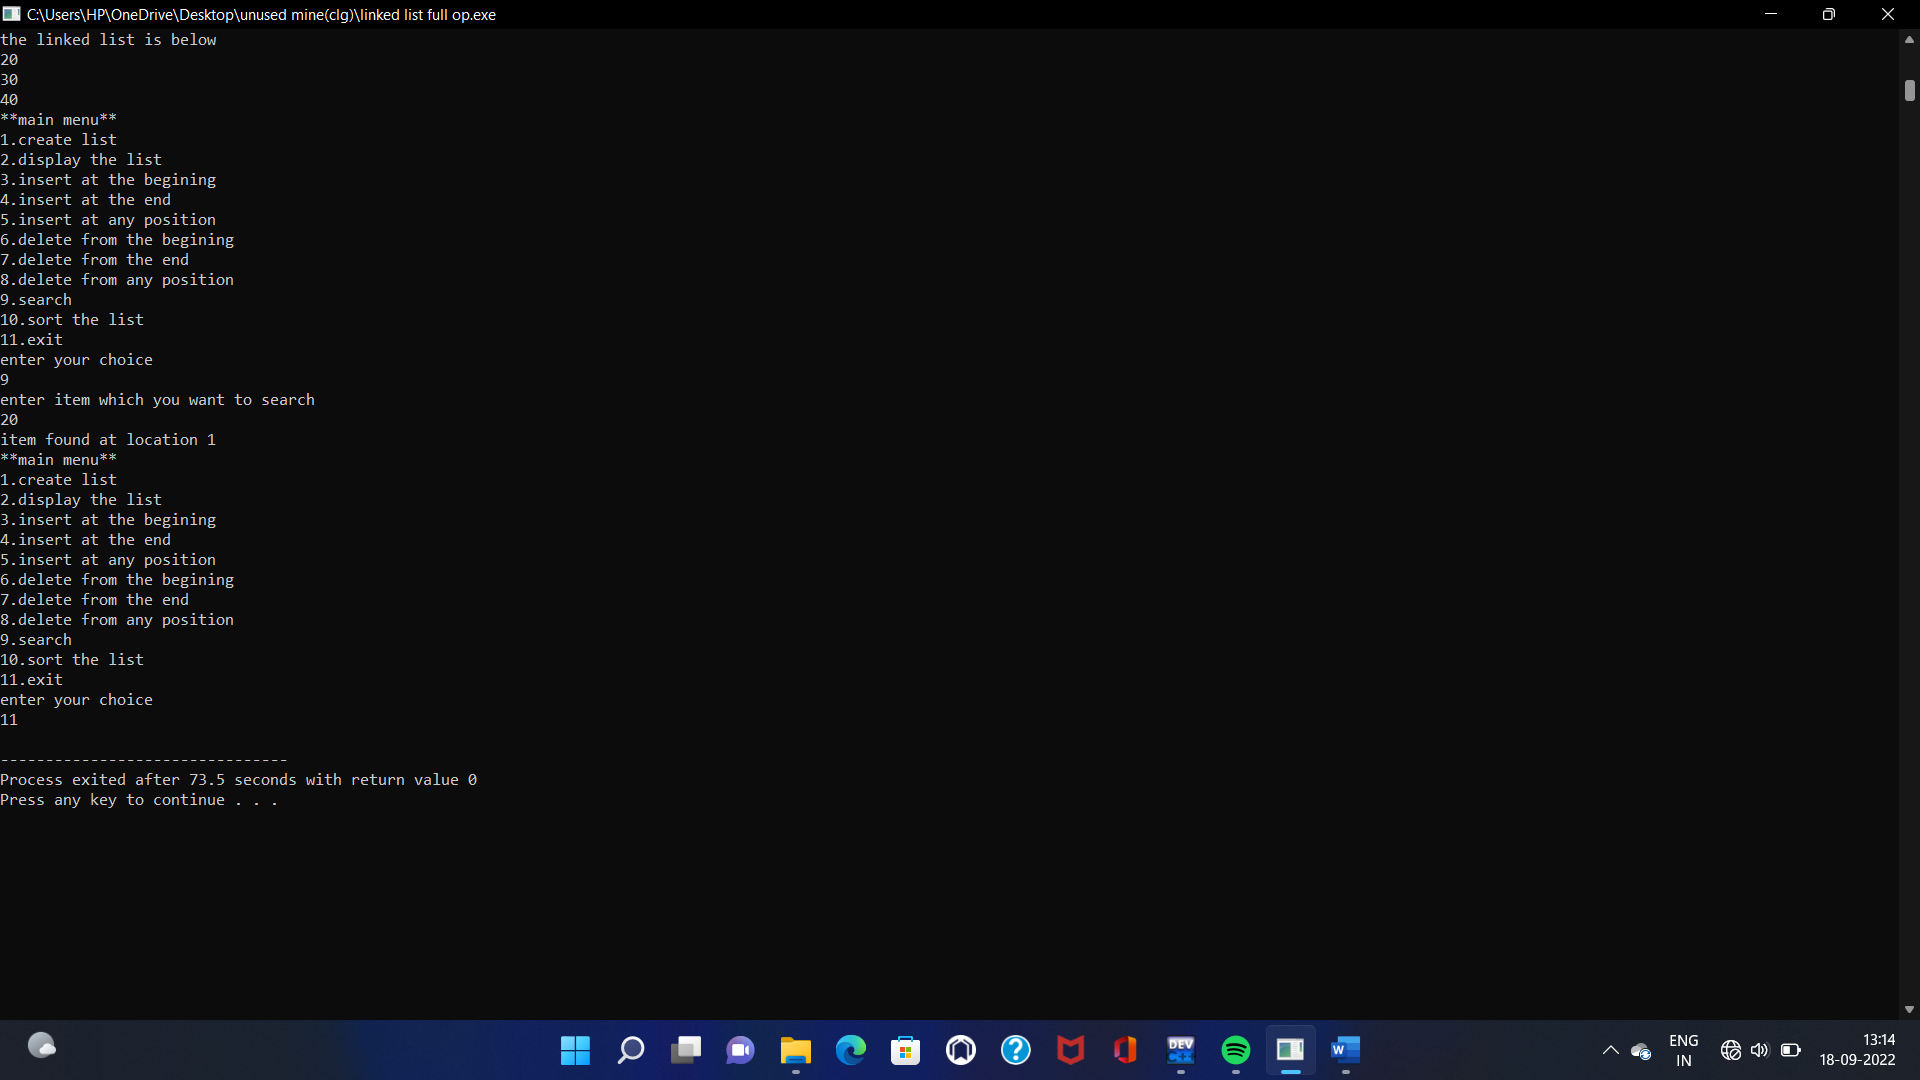 C:\Users\HP\OneDrive\Desktop\unused mine(clg)\linked list full op.exe
the linked list is below
20
30
40
**main menu**
1.create list
2.display the list
3.insert at the begining
4.insert at the end
5.insert at any position
6.delete from the begining
7.delete from the end
8.delete from any position
9.search
10.sort the list
11.exit
enter your choice
9
enter item which you want to search
20
item found at location 1
**main menu**
1.create list
2.display the list
3.insert at the begining
4.insert at the end
5.insert at any position
6.delete from the begining
7.delete from the end
8.delete from any position
9.search
10.sort the list
11.exit
enter your choice
11
--------------------------------
Process exited after 73.5 seconds with return value 0
Press any key to continue . . .
DEV
C++
W
?
ENG
IN
13:14
18-09-2022